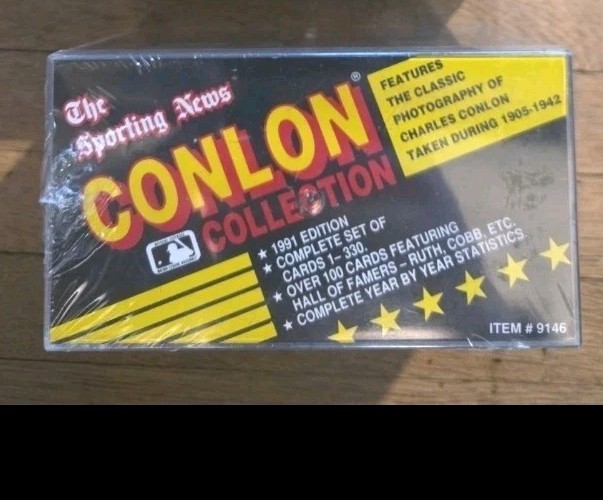 The
Sporting News
CONLON®
COLLECTION
FEATURES
THE CLASSIC
PHOTOGRAPHY OF
CHARLES CONLON
TAKEN DURING 1905-1942
★ 1991 EDITION
★ COMPLETE SET OF
CARDS 1-330.
★ OVER 100 CARDS FEATURING
HALL OF FAMERS - RUTH, COBB, ETC.
★ COMPLETE YEAR BY YEAR STATISTICS
ITEM # 9146